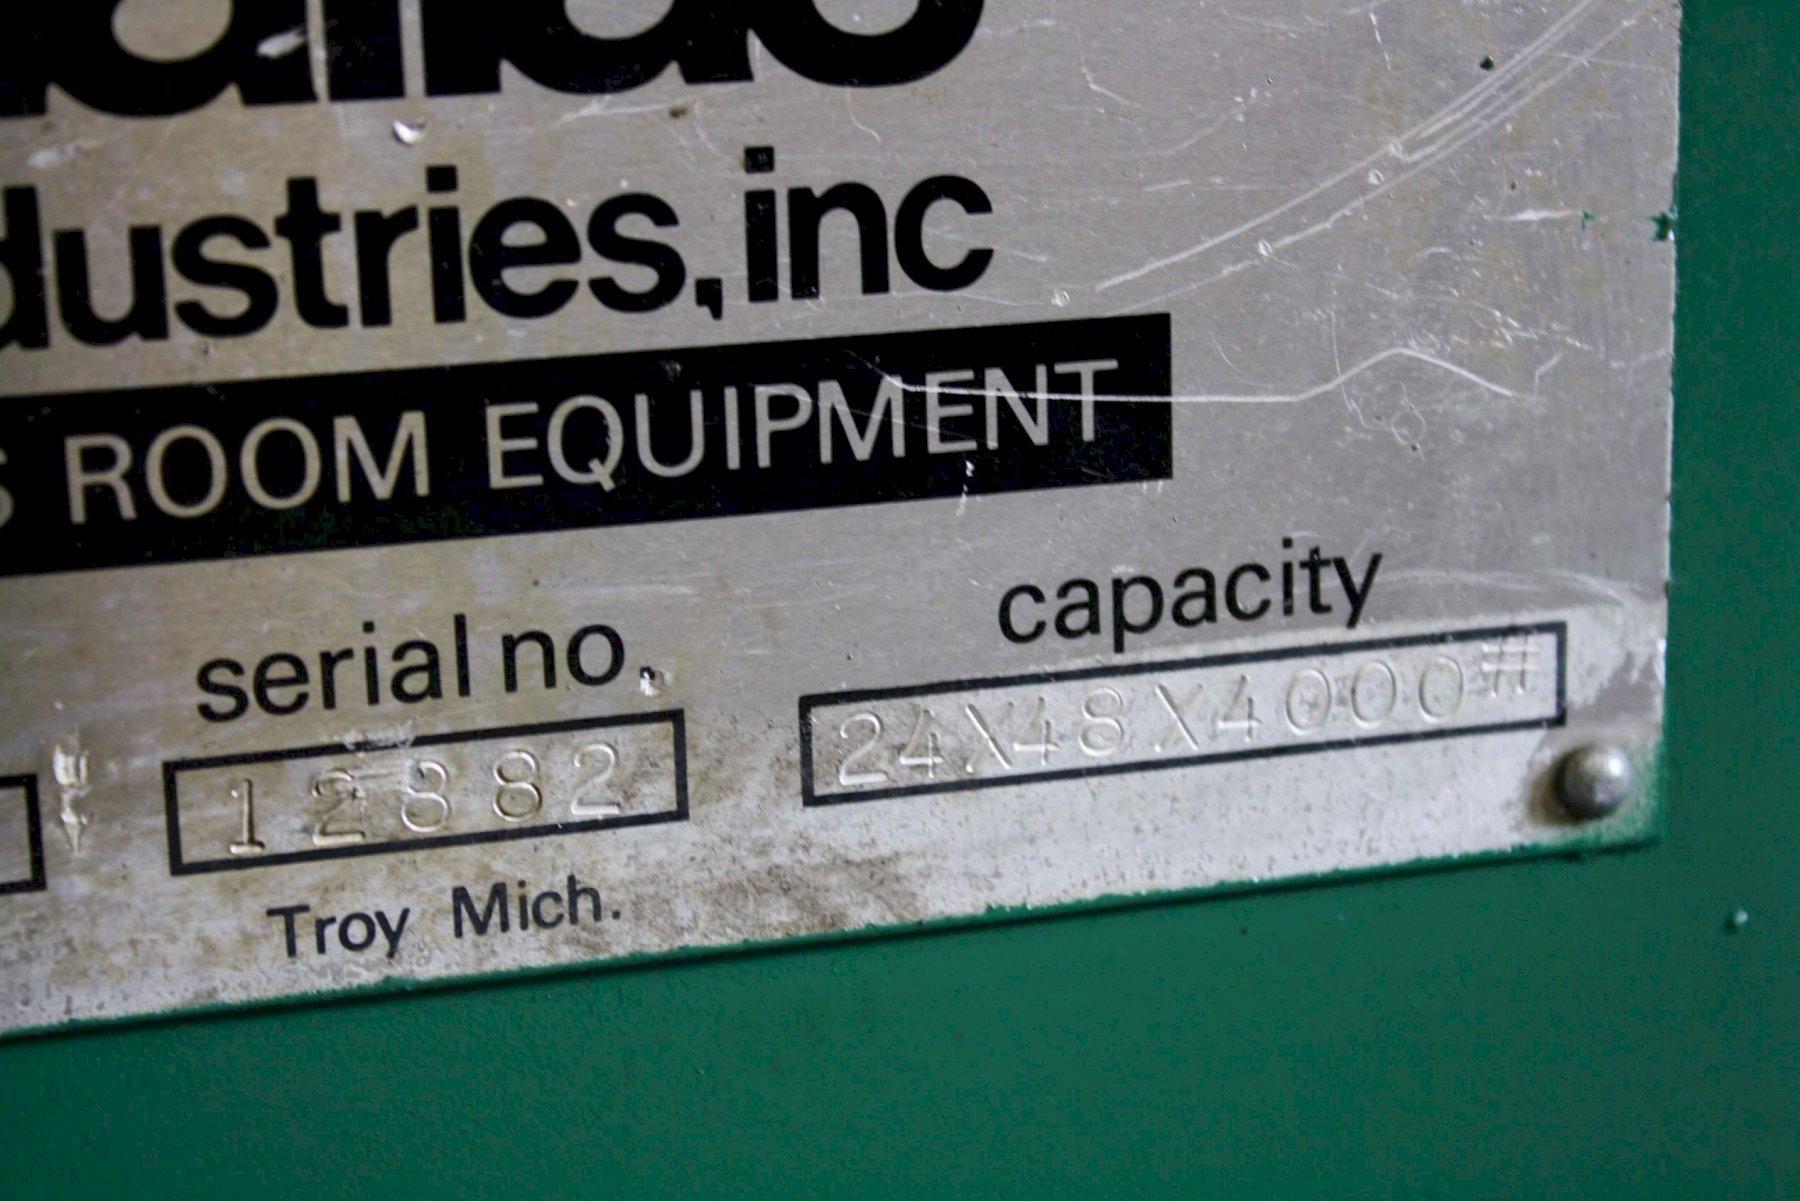 dustries, inc
S ROOM EQUIPMENT
serial no.
capacity
12882
24X48X4000#
Troy Mich.